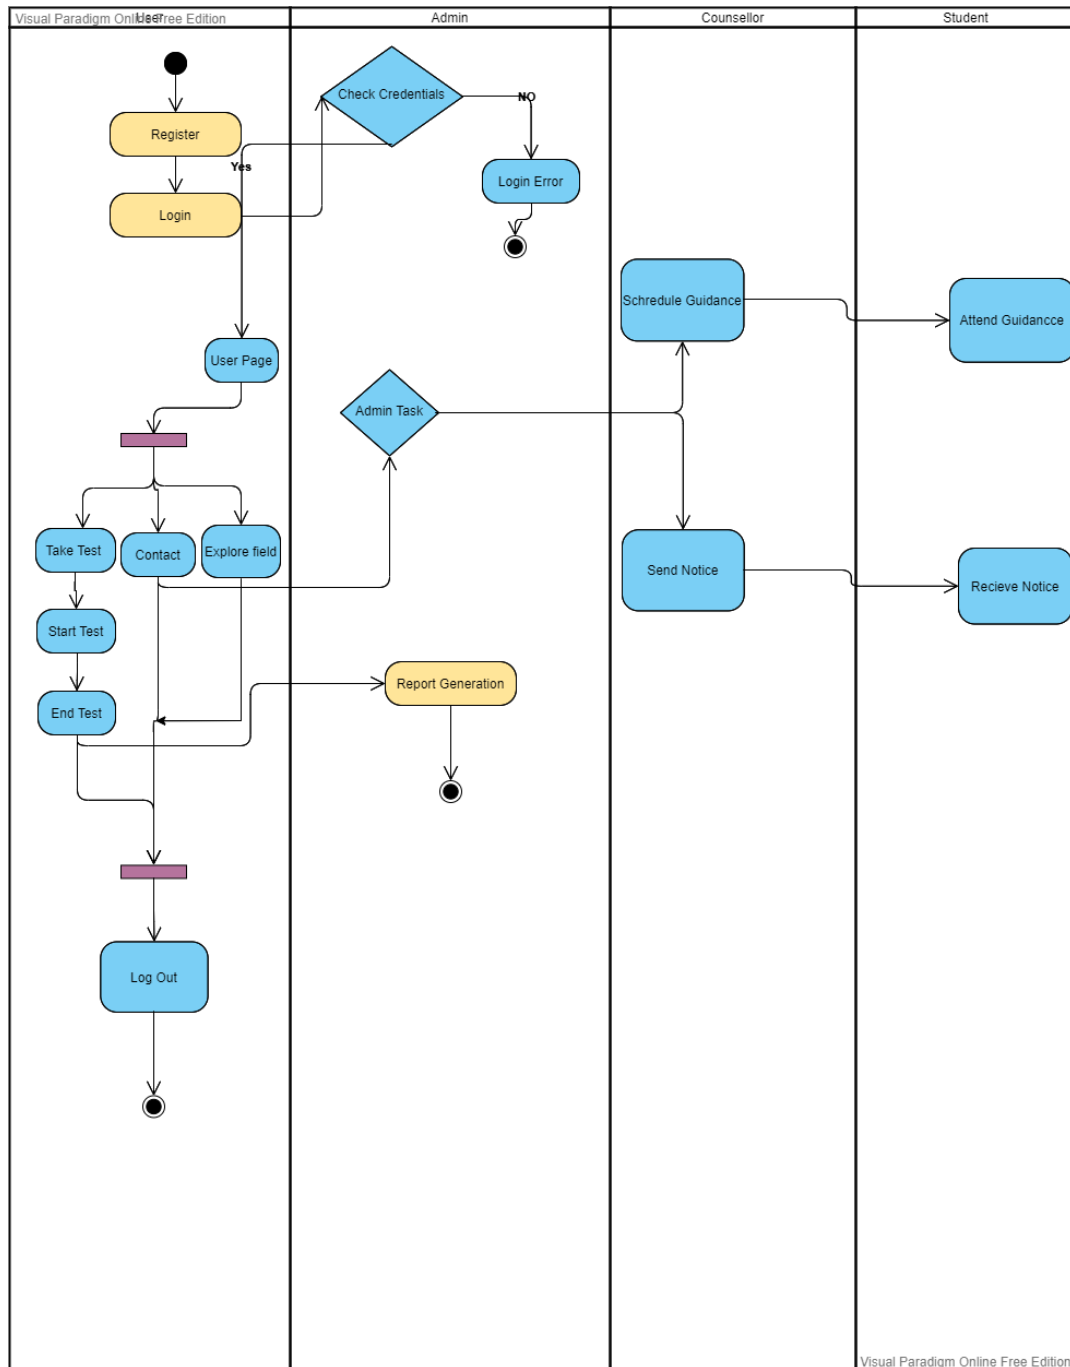 Visual Paradigm Online Free Edition
User
Admin
Counsellor
Student
Check Credentials
NO
Register
Yes
Login Error
Login
Schredule Guidance
Attend Guidancce
User Page
Admin Task
Take Test
Contact
Explore field
Send Notice
Recieve Notice
Start Test
Report Generation
End Test
Log Out
Visual Paradigm Online Free Edition